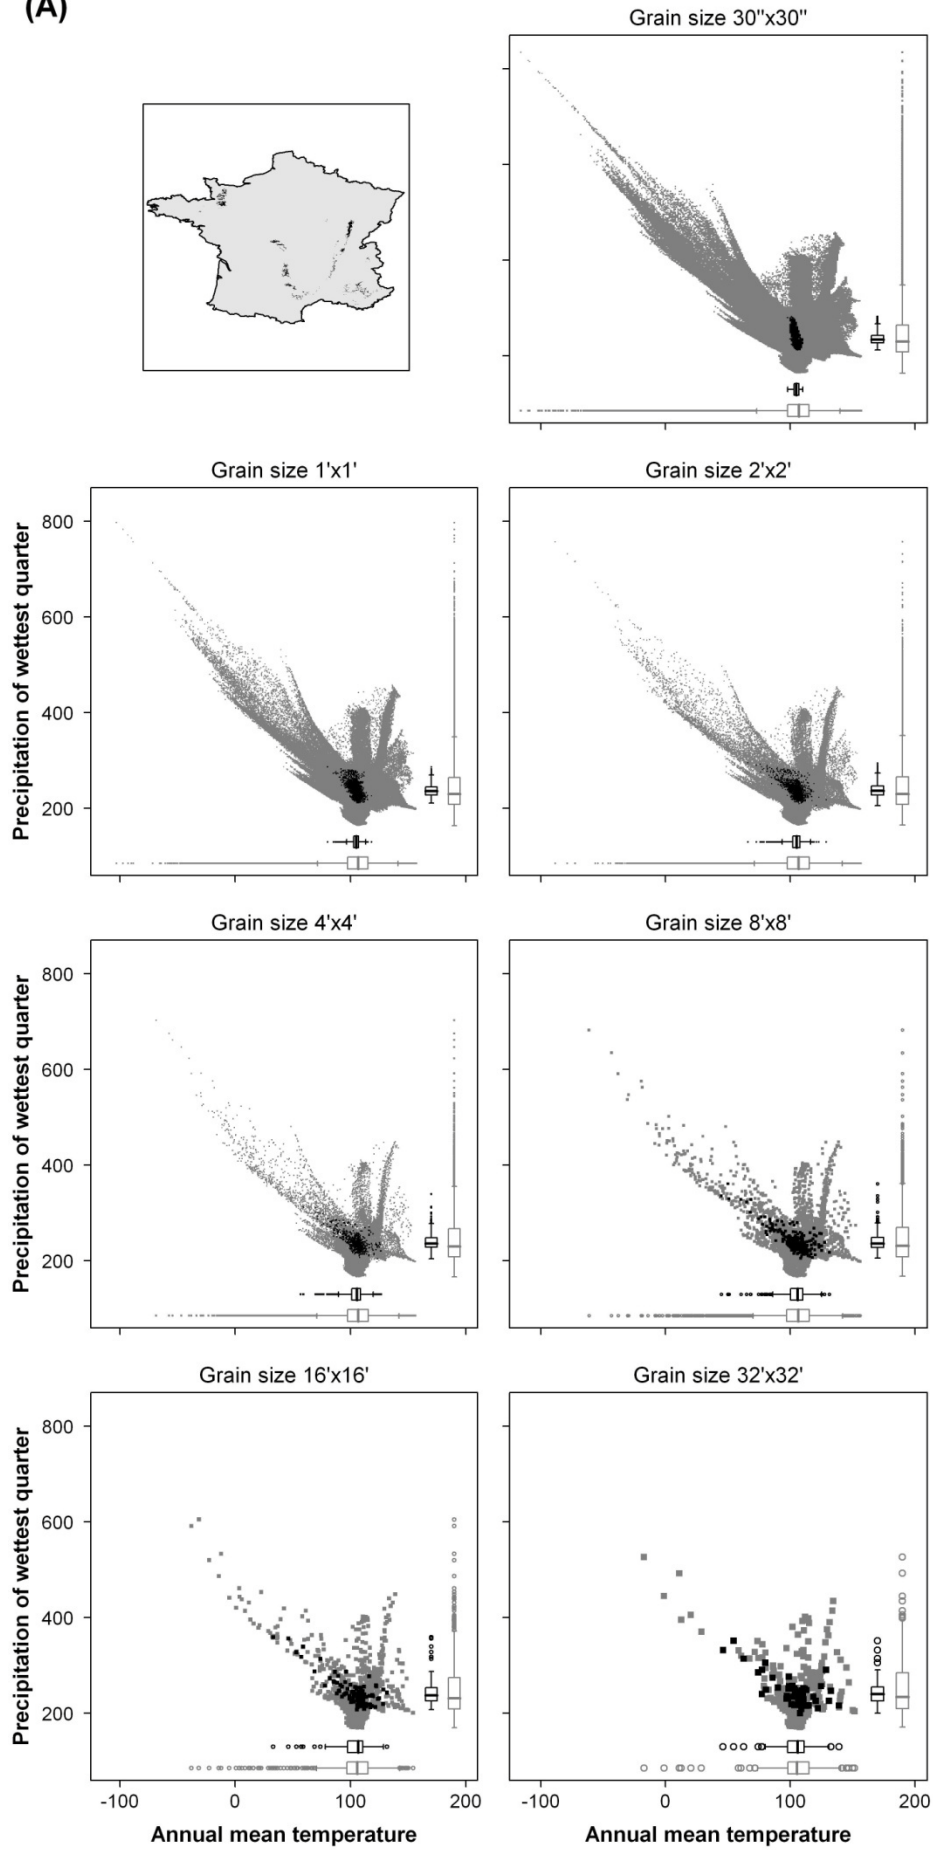 (A)
Grain size 30"x30"
Grain size 1'x1'
Grain size 2'x2'
Precipitation of wettest quarter
800
600
400
200
Grain size 4'x4'
Grain size 8'x8'
Precipitation of wettest quarter
800
600
400
200
Grain size 16'x16'
Grain size 32'x32'
Precipitation of wettest quarter
800
600
400
200
-100 0 100 200
-100 0 100 200
Annual mean temperature
Annual mean temperature